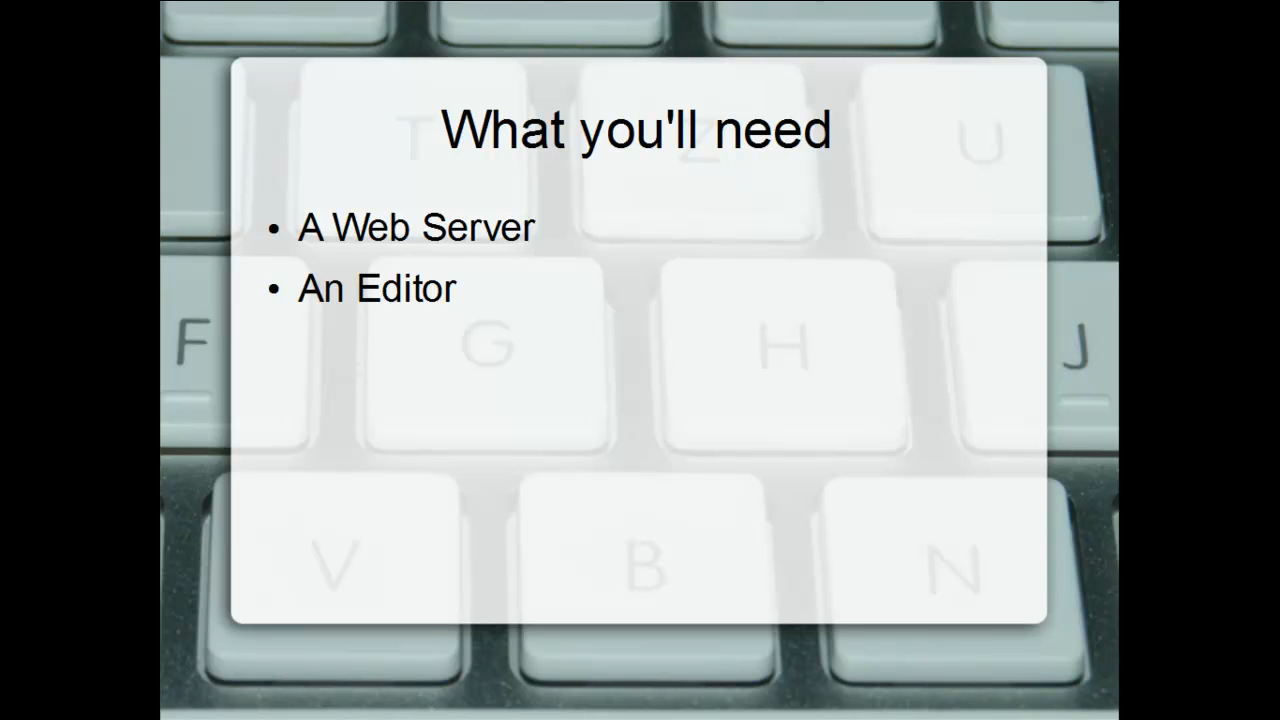 What you'll need
• A Web Server
• An Editor
T Z U
F G H J
V B N